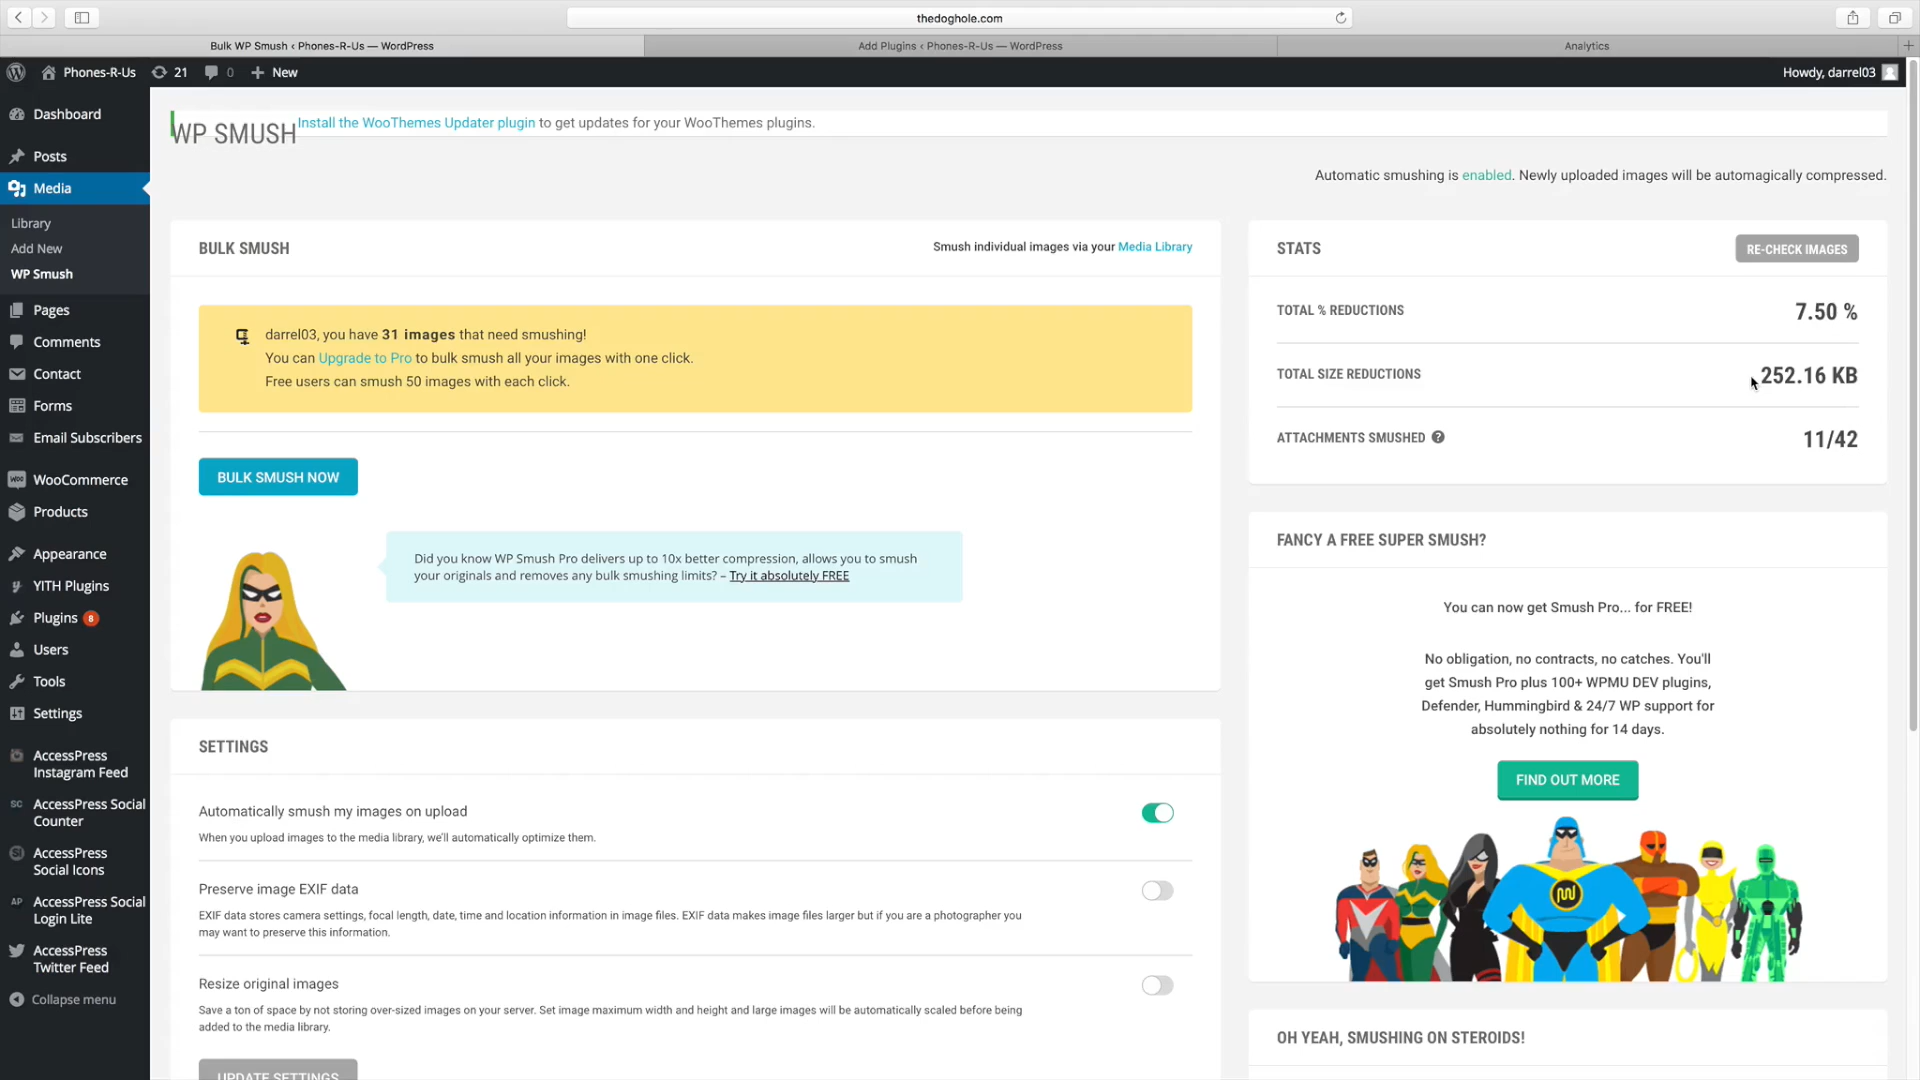 thedoghole.com
Bulk WP Smush ‹ Phones-R-Us — WordPress
Add Plugins ‹ Phones-R-Us — WordPress
Analytics
Phones-R-Us
21
0
New
Howdy, darrel03
Dashboard
Posts
Media
Library
Add New
WP Smush
Pages
Comments
Contact
Forms
Email Subscribers
WooCommerce
Products
Appearance
YITH Plugins
Plugins 8
Users
Tools
Settings
AccessPress
Instagram Feed
SC AccessPress Social
Counter
AccessPress
Social Icons
AP AccessPress Social
Login Lite
AccessPress
Twitter Feed
Collapse menu
WP SMUSH
Install the WooThemes Updater plugin to get updates for your WooThemes plugins.
Automatic smushing is enabled. Newly uploaded images will be automagically compressed.
BULK SMUSH
Smush individual images via your Media Library
darrel03, you have 31 images that need smushing!
You can Upgrade to Pro to bulk smush all your images with one click.
Free users can smush 50 images with each click.
BULK SMUSH NOW
Did you know WP Smush Pro delivers up to 10x better compression, allows you to smush
your originals and removes any bulk smushing limits? – Try it absolutely FREE
SETTINGS
Automatically smush my images on upload
When you upload images to the media library, we'll automatically optimize them.
Preserve image EXIF data
EXIF data stores camera settings, focal length, date, time and location information in image files. EXIF data makes image files larger but if you are a photographer you
may want to preserve this information.
Resize original images
Save a ton of space by not storing over-sized images on your server. Set image maximum width and height and large images will be automatically scaled before being
added to the media library.
UPDATE SETTINGS
STATS
RE-CHECK IMAGES
TOTAL % REDUCTIONS
7.50 %
TOTAL SIZE REDUCTIONS
252.16 KB
ATTACHMENTS SMUSHED ?
11/42
FANCY A FREE SUPER SMUSH?
You can now get Smush Pro... for FREE!
No obligation, no contracts, no catches. You'll
get Smush Pro plus 100+ WPMU DEV plugins,
Defender, Hummingbird & 24/7 WP support for
absolutely nothing for 14 days.
FIND OUT MORE
OH YEAH, SMUSHING ON STEROIDS!